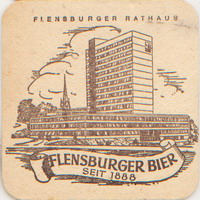 FLENSBURGER RATHAUS
FLENSBURGER BIER
SEIT 1888